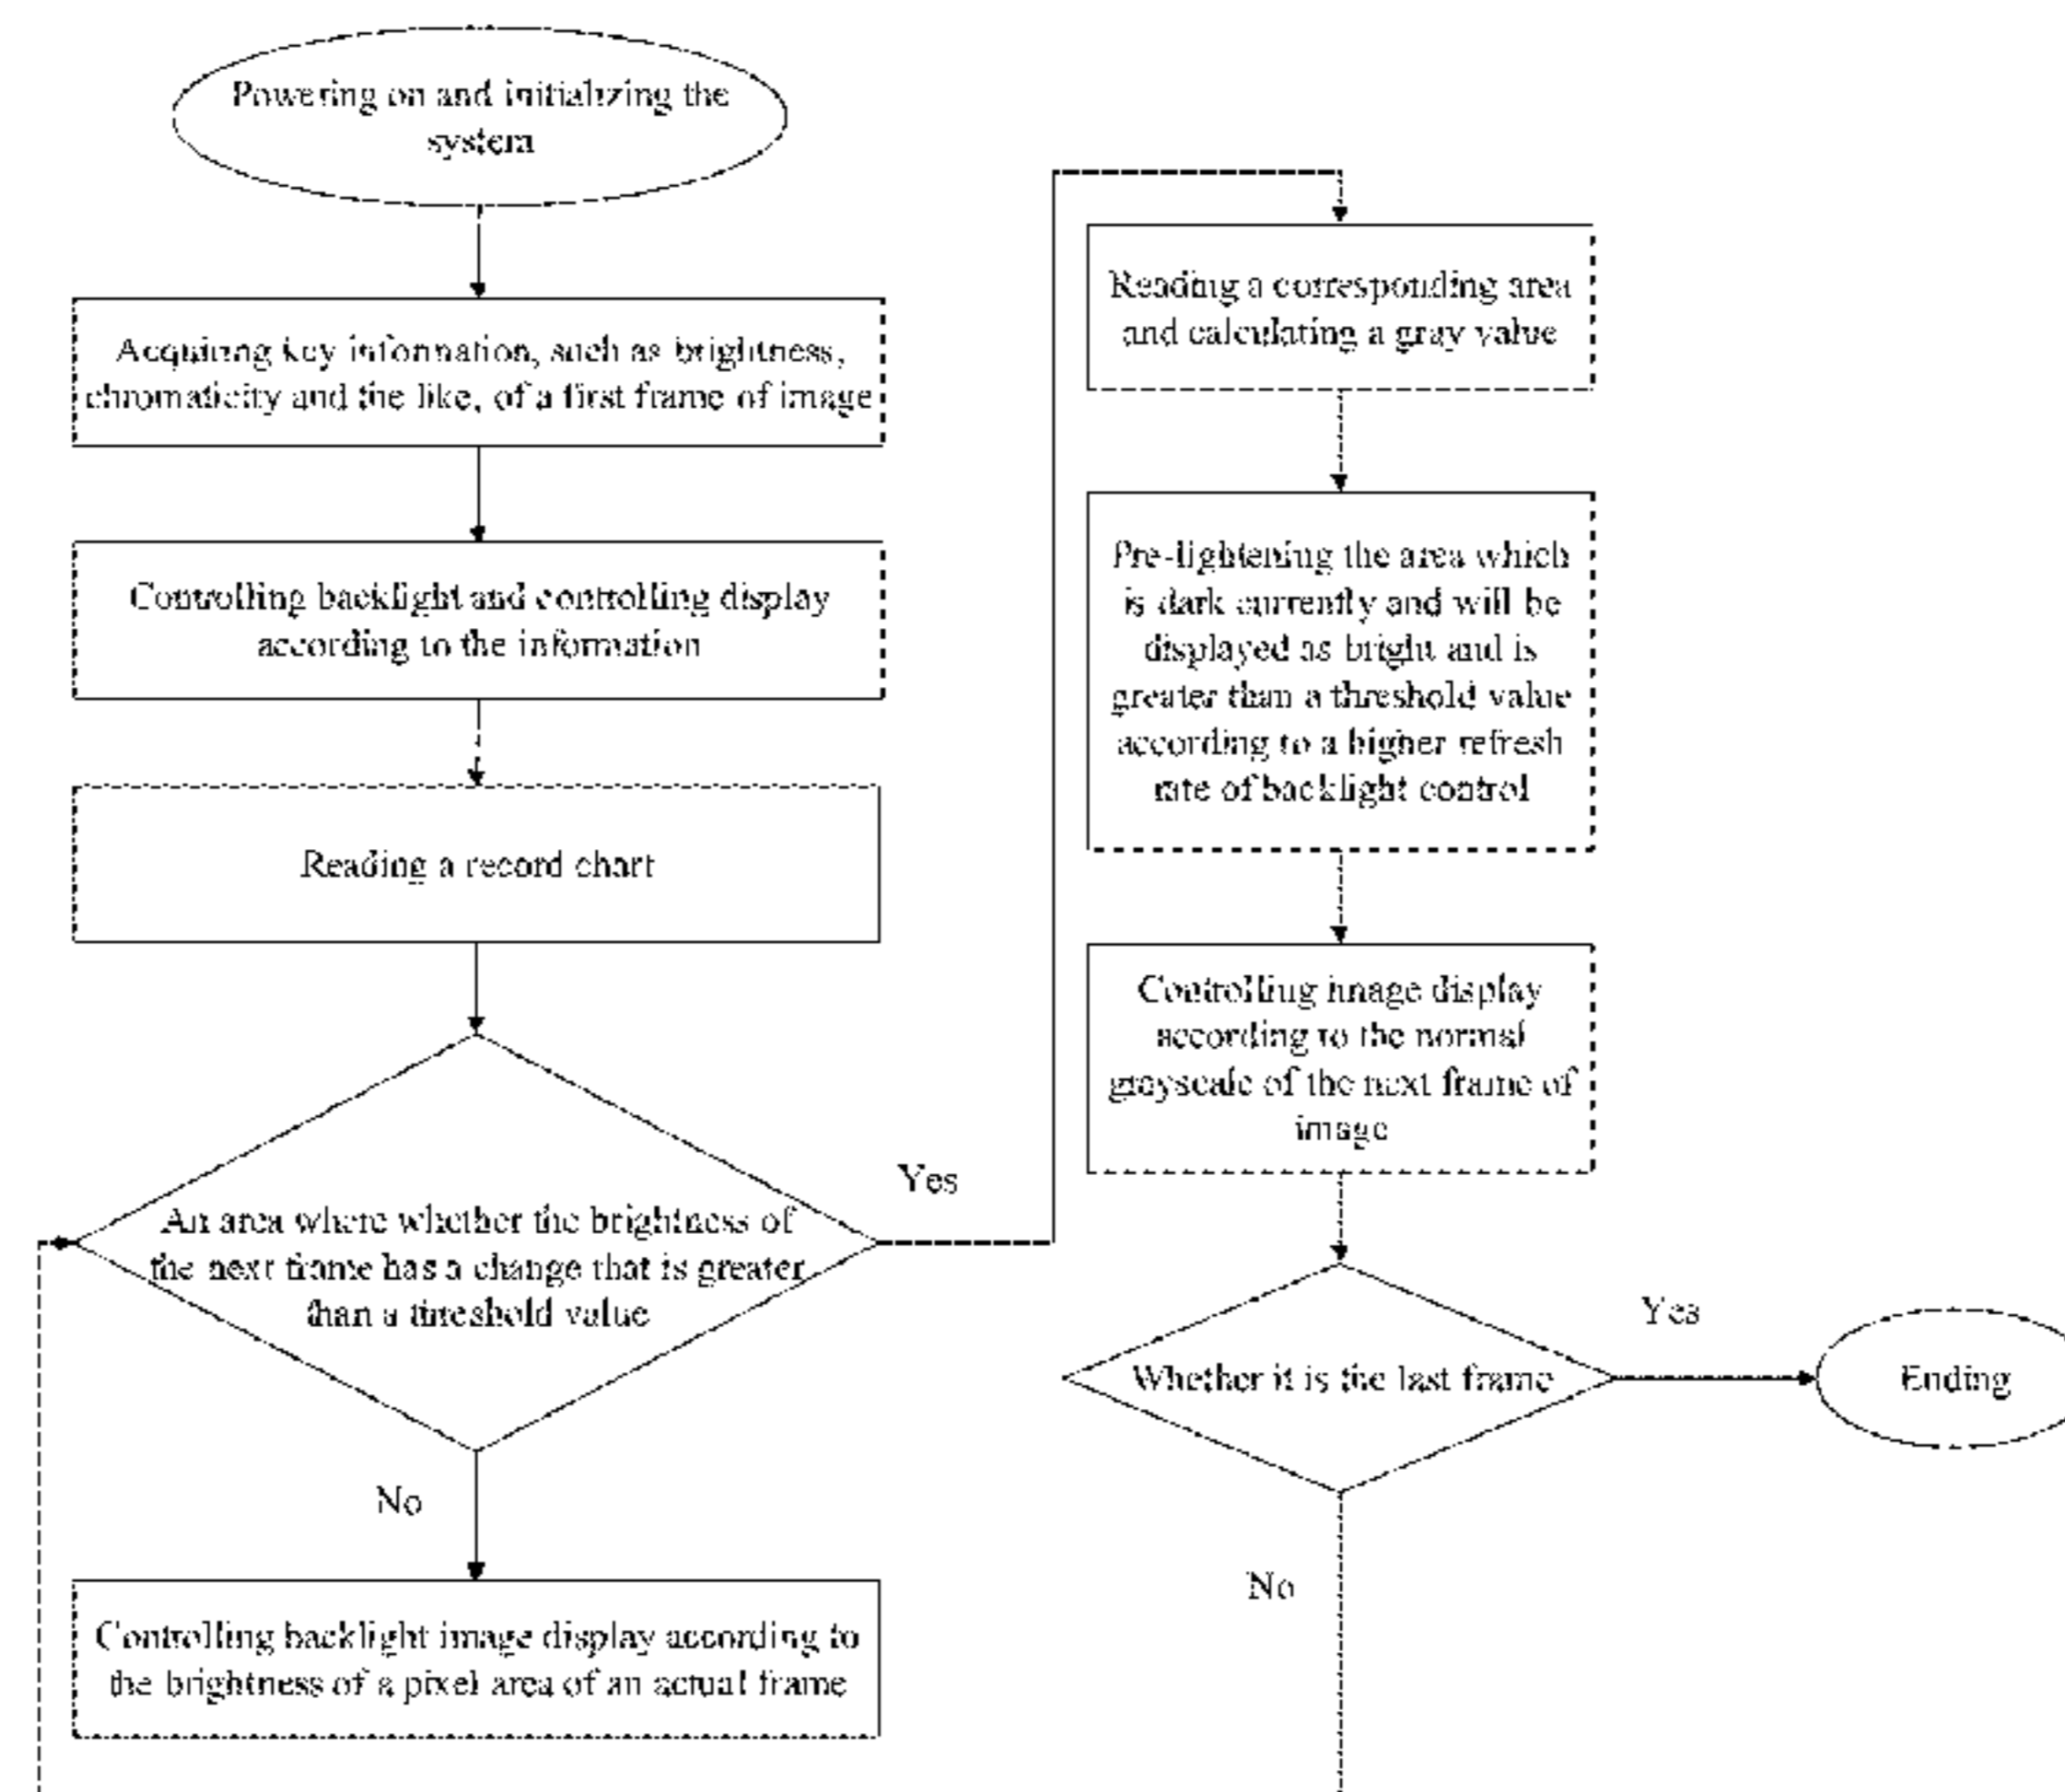 Powering on and initializing the
system
Acquiring key information, such as brightness,
chromaticity and the like, of a first frame of image
Controlling backlight and controlling display
according to the information
Reading a record chart
An area where whether the brightness of
the next frame has a change that is greater
than a threshold value
Yes
No
Controlling backlight image display according to
the brightness of a pixel area of an actual frame
Reading a corresponding area
and calculating a gray value
Pre-lightening the area which
is dark currently and will be
displayed as bright and is
greater than a threshold value
according to a higher refresh
rate of backlight control
Controlling image display
according to the normal
grayscale of the next frame of
image
Whether it is the last frame
Yes
Ending
No